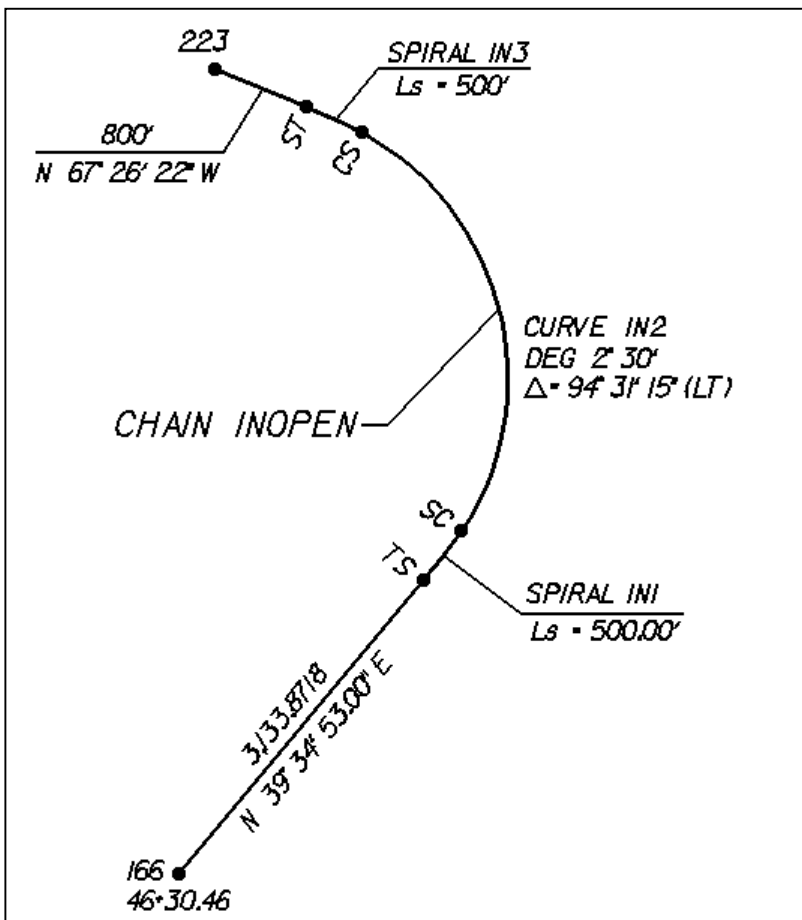 223
SPIRAL IN3
Ls = 500'
800'
N 67° 26' 22" W
ST
CS
CURVE IN2
DEG 2° 30'
Δ= 94° 31' 15" (LT)
CHAIN INOPEN
SC
TS
SPIRAL IN1
Ls = 500.00'
3,133.8718
N 39° 34' 53.00" E
166
46+30.46